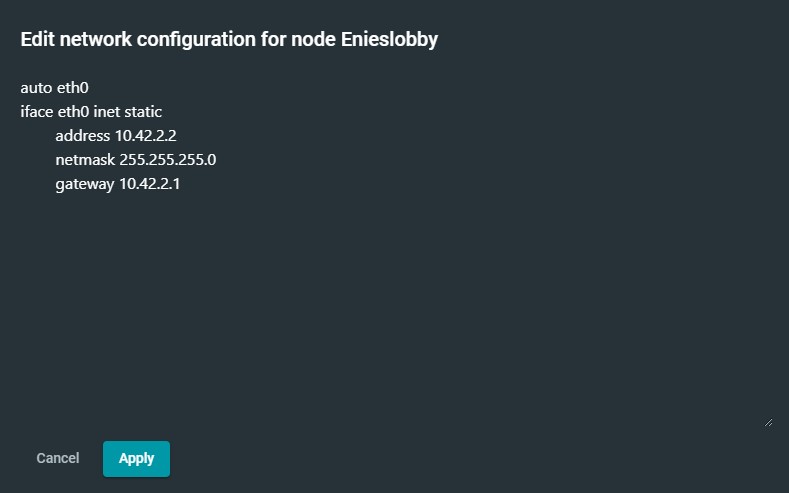 Edit network configuration for node Enieslobby
auto eth0
iface eth0 inet static
address 10.42.2.2
netmask 255.255.255.0
gateway 10.42.2.1
Cancel
Apply